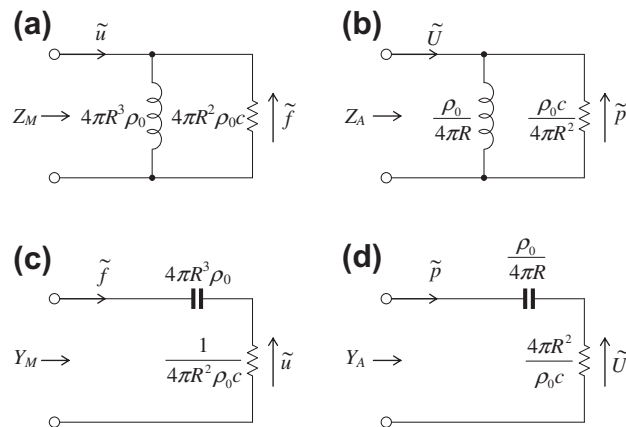 (a)
ũ
Z_M
4πR³ρ₀
4πR²ρ₀c
f̃
(b)
Ũ
Z_A
ρ₀/4πR
ρ₀c/4πR²
p̃
(c)
f̃
4πR³ρ₀
Y_M
1/4πR²ρ₀c
ũ
(d)
p̃
ρ₀/4πR
Y_A
4πR²/ρ₀c
Ũ